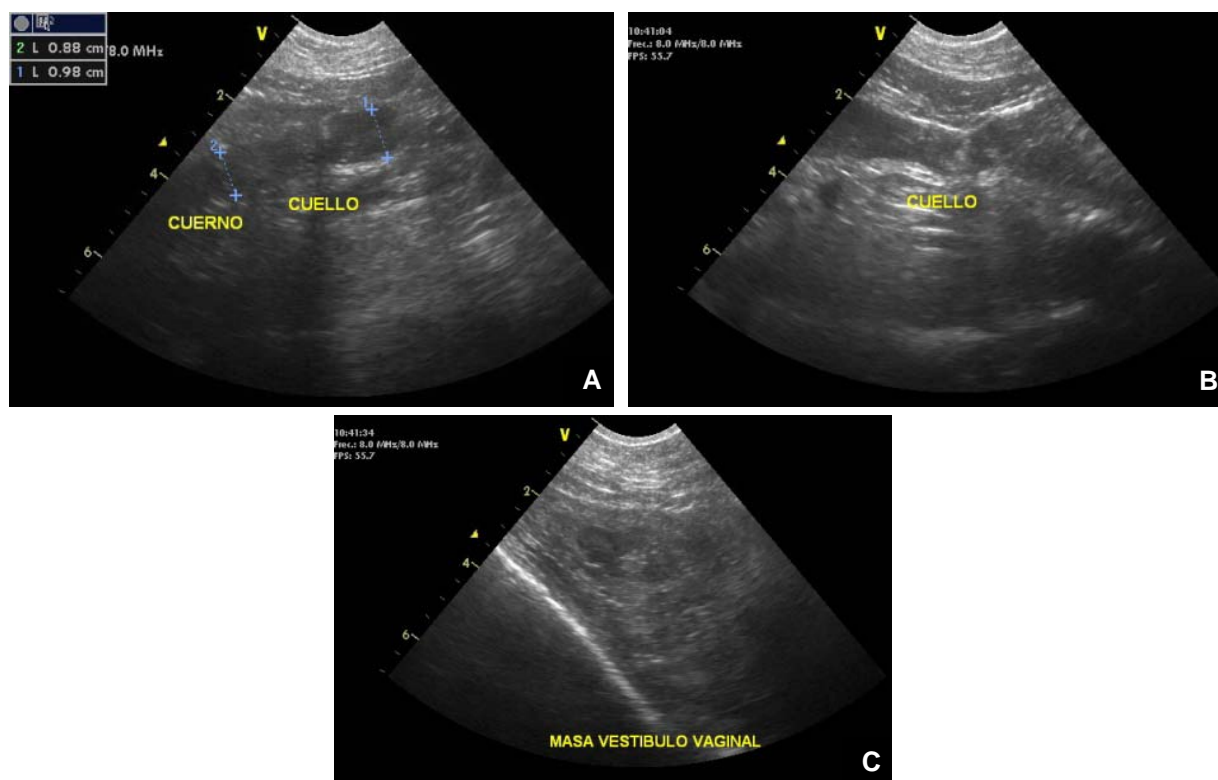 2 L 0.88 cm
/8.0 MHz
1 L 0.98 cm
V
2
4
6
1
2
CUERNO
CUELLO
A
10:41:04
Frec.: 8.0 MHz/8.0 MHz
FPS: 55.7
V
2
4
6
CUELLO
B
10:41:34
Frec.: 8.0 MHz/8.0 MHz
FPS: 55.7
V
2
4
6
MASA VESTIBULO VAGINAL
C